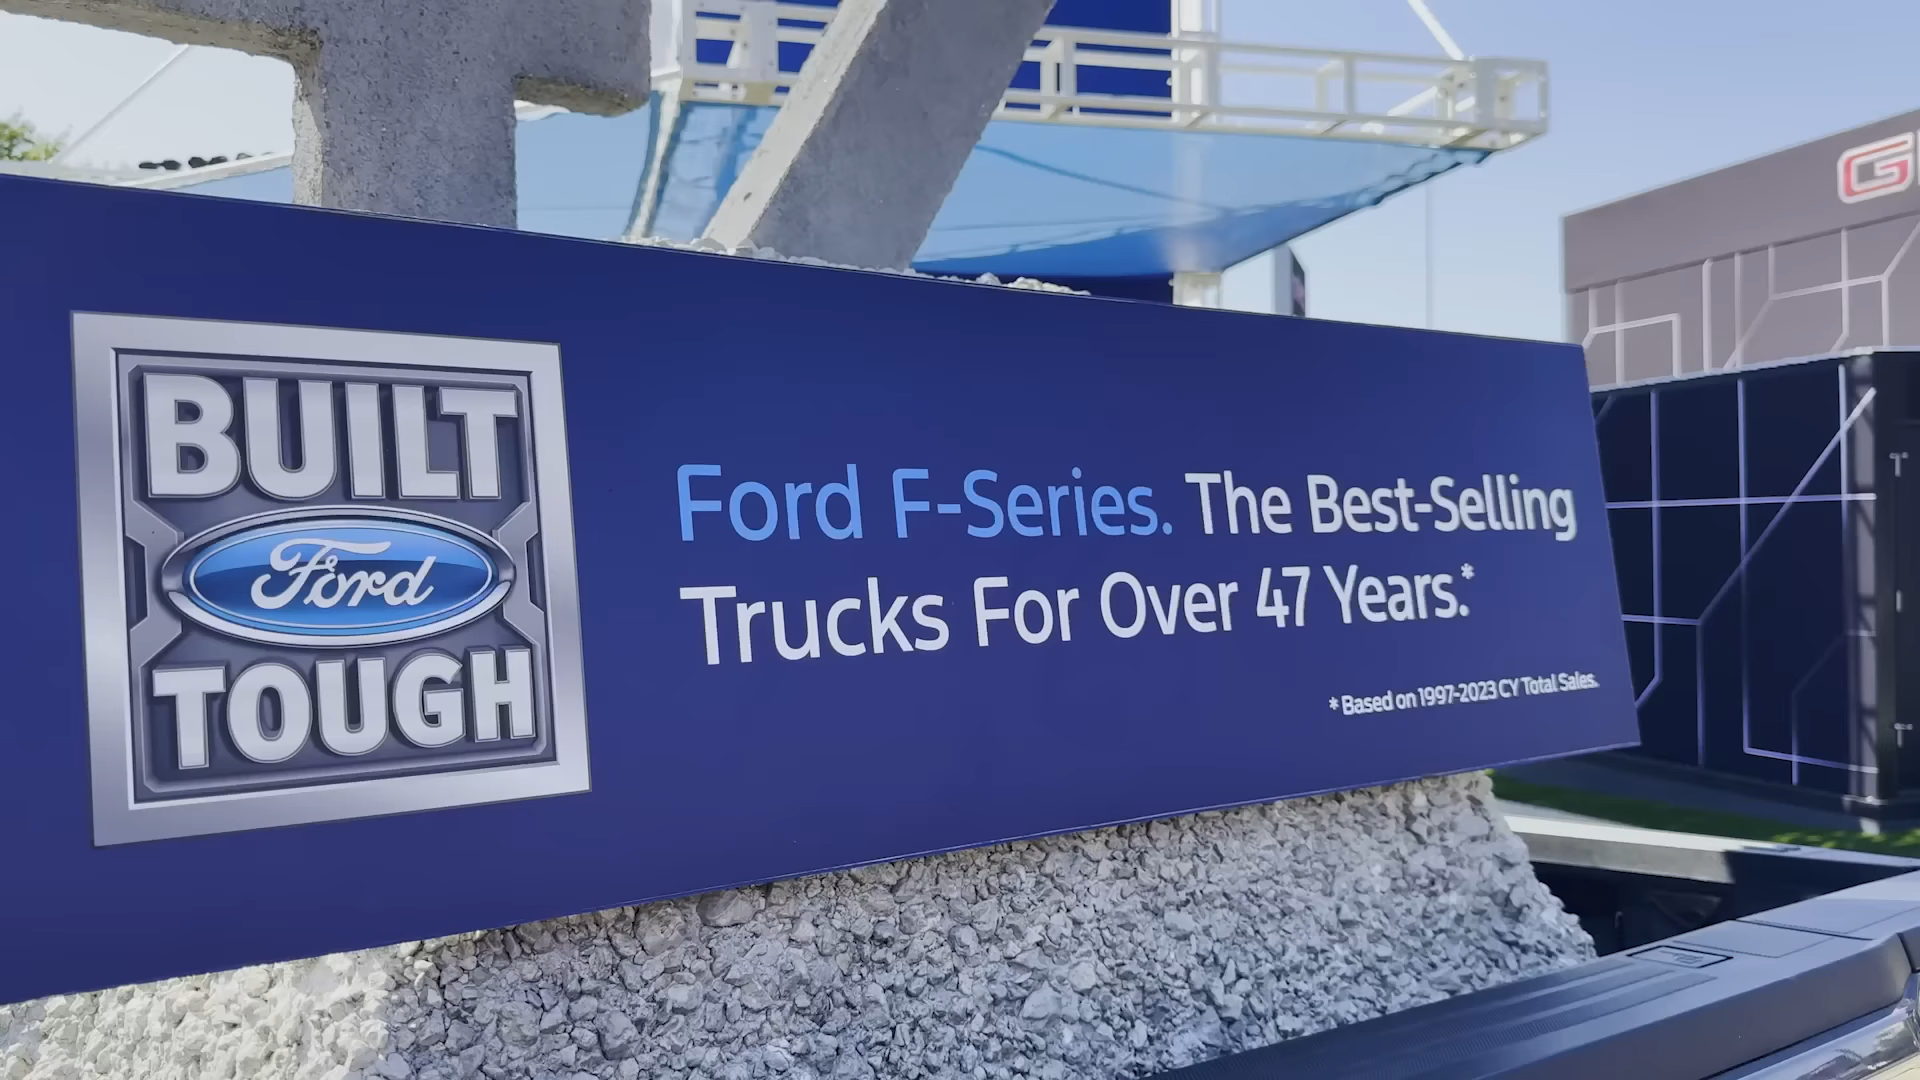 BUILT
Ford
TOUGH
Ford F-Series. The Best-Selling
Trucks For Over 47 Years.*
* Based on 1997-2023 CY Total Sales.
47